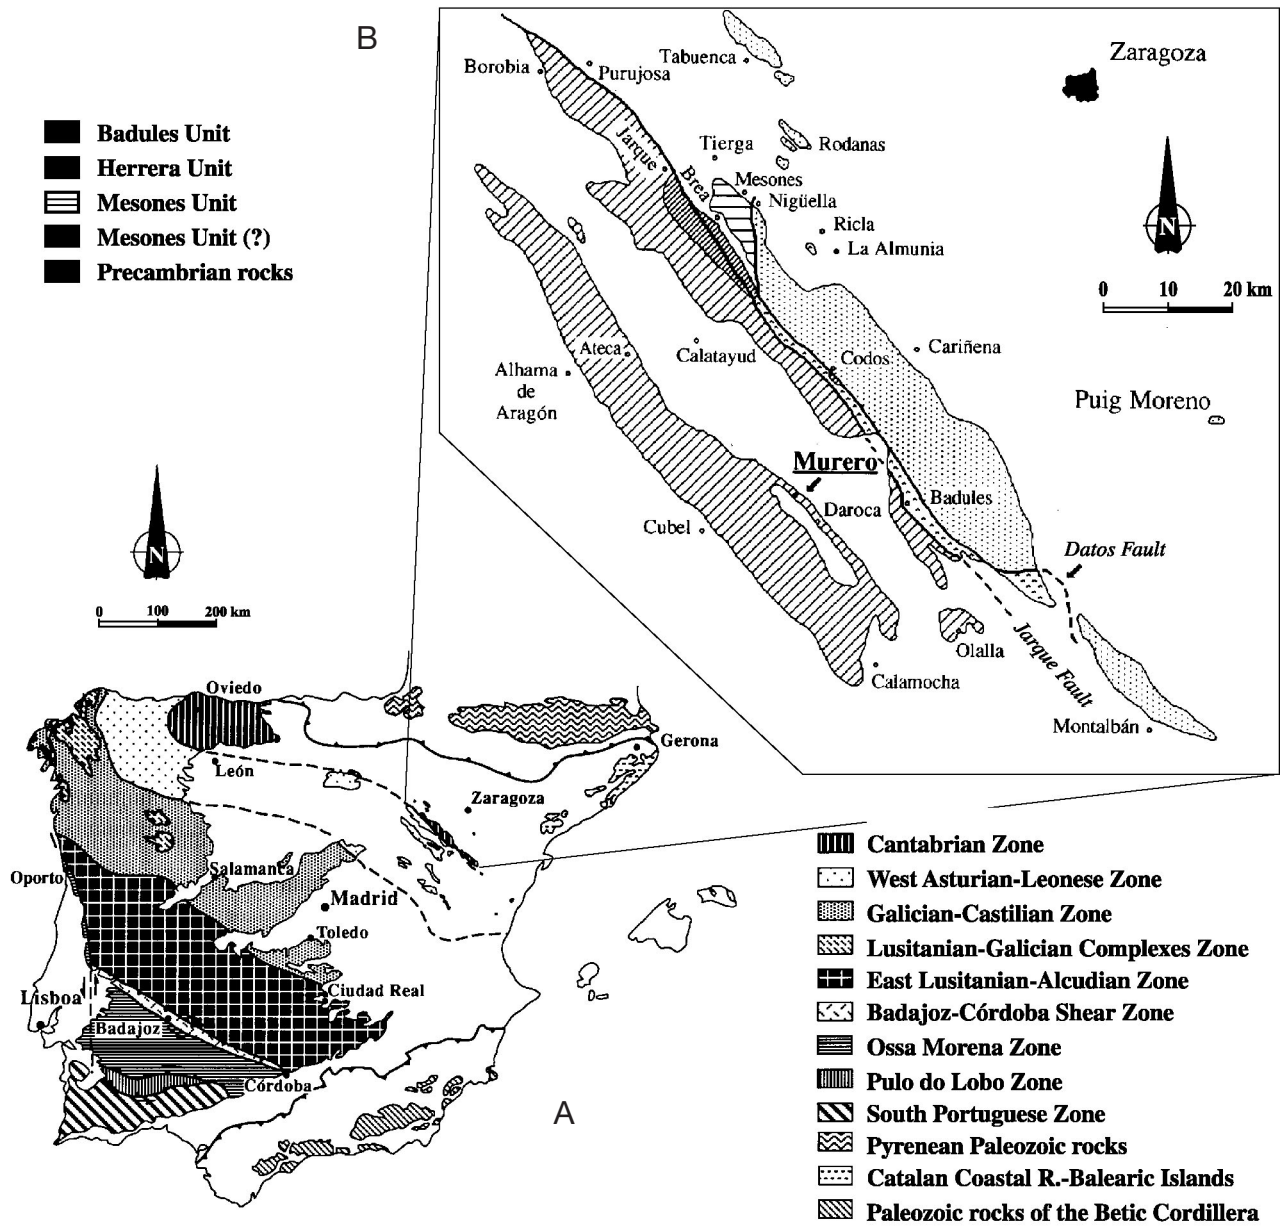 B
Badules Unit
Herrera Unit
Mesones Unit
Mesones Unit (?)
Precambrian rocks
Tabuenca
Zaragoza
Borobia
Purujosa
Jarque
Tierga
Rodanas
Brea
Mesones
Nigüella
Ricla
La Almunia
N
0 10 20 km
Ateca
Calatayud
Codos
Cariñena
Alhama
de
Aragón
Puig Moreno
Murero
Badules
Daroca
Cubel
Datos Fault
Olalla
Jarque Fault
Calamocha
Montalbán
N
0 100 200 km
Oviedo
León
Gerona
Zaragoza
Oporto
Salamanca
Madrid
Toledo
Lisboa
Ciudad Real
Badajoz
Córdoba
A
Cantabrian Zone
West Asturian-Leonese Zone
Galician-Castilian Zone
Lusitanian-Galician Complexes Zone
East Lusitanian-Alcudian Zone
Badajoz-Córdoba Shear Zone
Ossa Morena Zone
Pulo do Lobo Zone
South Portuguese Zone
Pyrenean Paleozoic rocks
Catalan Coastal R.-Balearic Islands
Paleozoic rocks of the Betic Cordillera